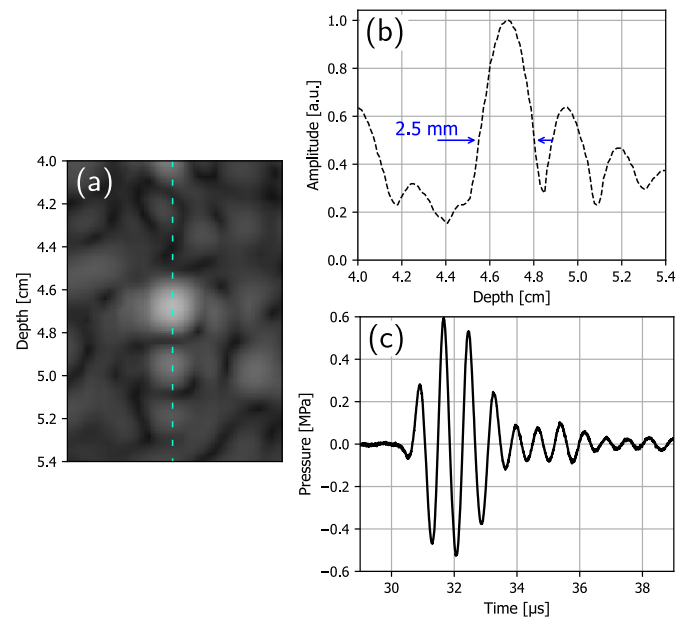 (a)
Depth [cm]
4.0
4.2
4.4
4.6
4.8
5.0
5.2
5.4
(b)
Amplitude [a.u.]
1.0
0.8
0.6
0.4
0.2
0.0
2.5 mm
4.0 4.2 4.4 4.6 4.8 5.0 5.2 5.4
Depth [cm]
(c)
Pressure [MPa]
0.6
0.4
0.2
0.0
−0.2
−0.4
−0.6
30 32 34 36 38
Time [μs]